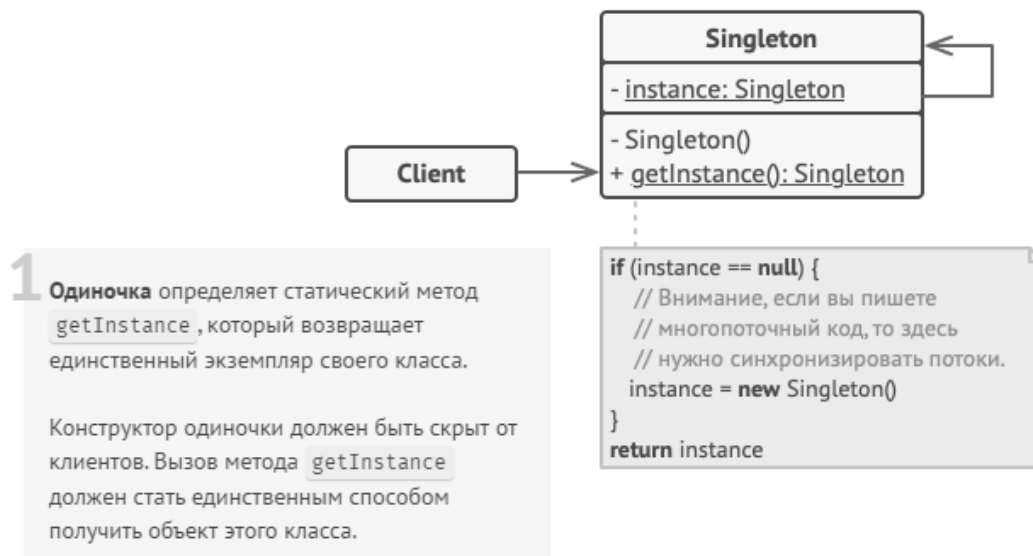 Singleton
- instance: Singleton
- Singleton()
+ getInstance(): Singleton
Client
1
Одиночка определяет статический метод
getInstance, который возвращает
единственный экземпляр своего класса.
Конструктор одиночки должен быть скрыт от
клиентов. Вызов метода getInstance
должен стать единственным способом
получить объект этого класса.
if (instance == null) {
// Внимание, если вы пишете
// многопоточный код, то здесь
// нужно синхронизировать потоки.
instance = new Singleton()
}
return instance